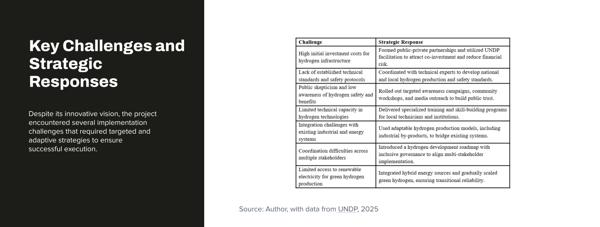 Key Challenges and
Strategic
Responses
Despite its innovative vision, the project
encountered several implementation
challenges that required targeted and
adaptive strategies to ensure
successful execution.
Challenge
Strategic Response
High initial investment costs for
hydrogen infrastructure
Formed public-private partnerships and utilized UNDP
facilitation to attract co-investment and reduce financial
risk.
Lack of established technical
standards and safety protocols
Coordinated with technical experts to develop national
and local hydrogen production and safety standards.
Public skepticism and low
awareness of hydrogen safety and
benefits
Rolled out targeted awareness campaigns, community
workshops, and media outreach to build public trust.
Limited technical capacity in
hydrogen technologies
Delivered specialized training and skill-building programs
for local technicians and institutions.
Integration challenges with
existing industrial and energy
systems
Used adaptable hydrogen production models, including
industrial by-products, to bridge existing systems.
Coordination difficulties across
multiple stakeholders
Introduced a hydrogen development roadmap with
inclusive governance to align multi-stakeholder
implementation.
Limited access to renewable
electricity for green hydrogen
production
Integrated hybrid energy sources and gradually scaled
green hydrogen, ensuring transitional reliability.
Source: Author, with data from UNDP, 2025